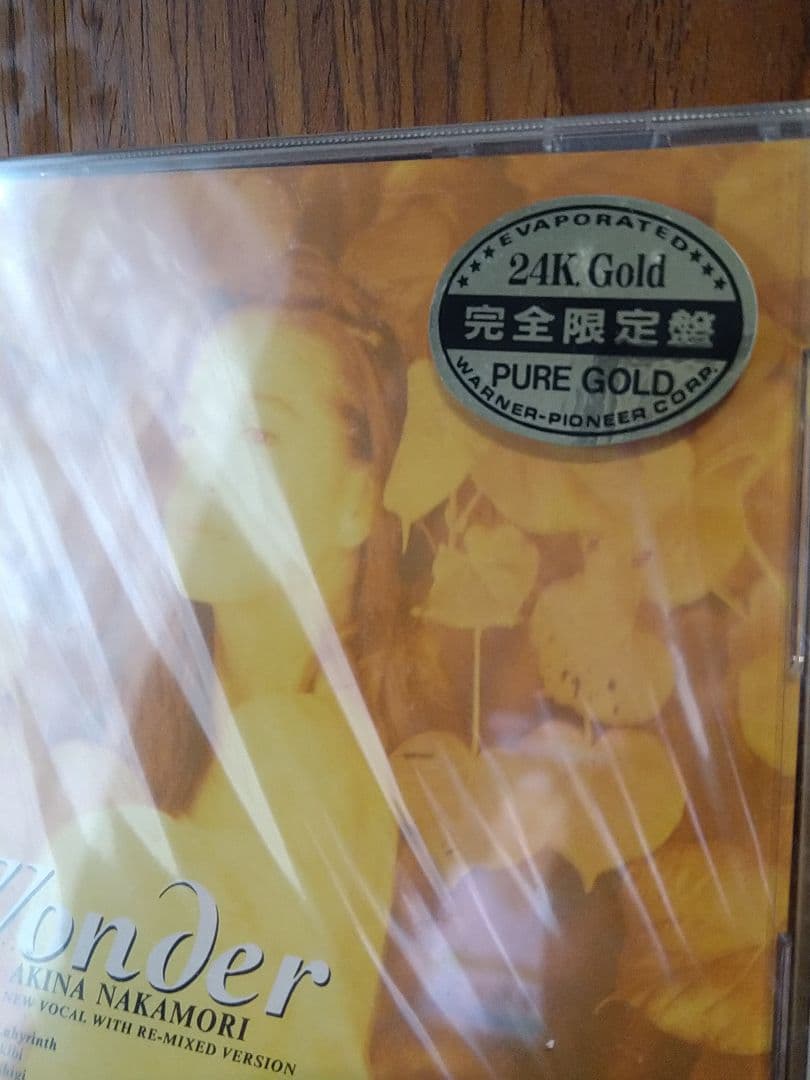 ★★★ EVAPORATED ★★★
24K. Gold
完全限定盤
PURE GOLD
WARNER-PIONEER CORP.
Wonder
AKINA NAKAMORI
NEW VOCAL WITH RE-MIXED VERSION